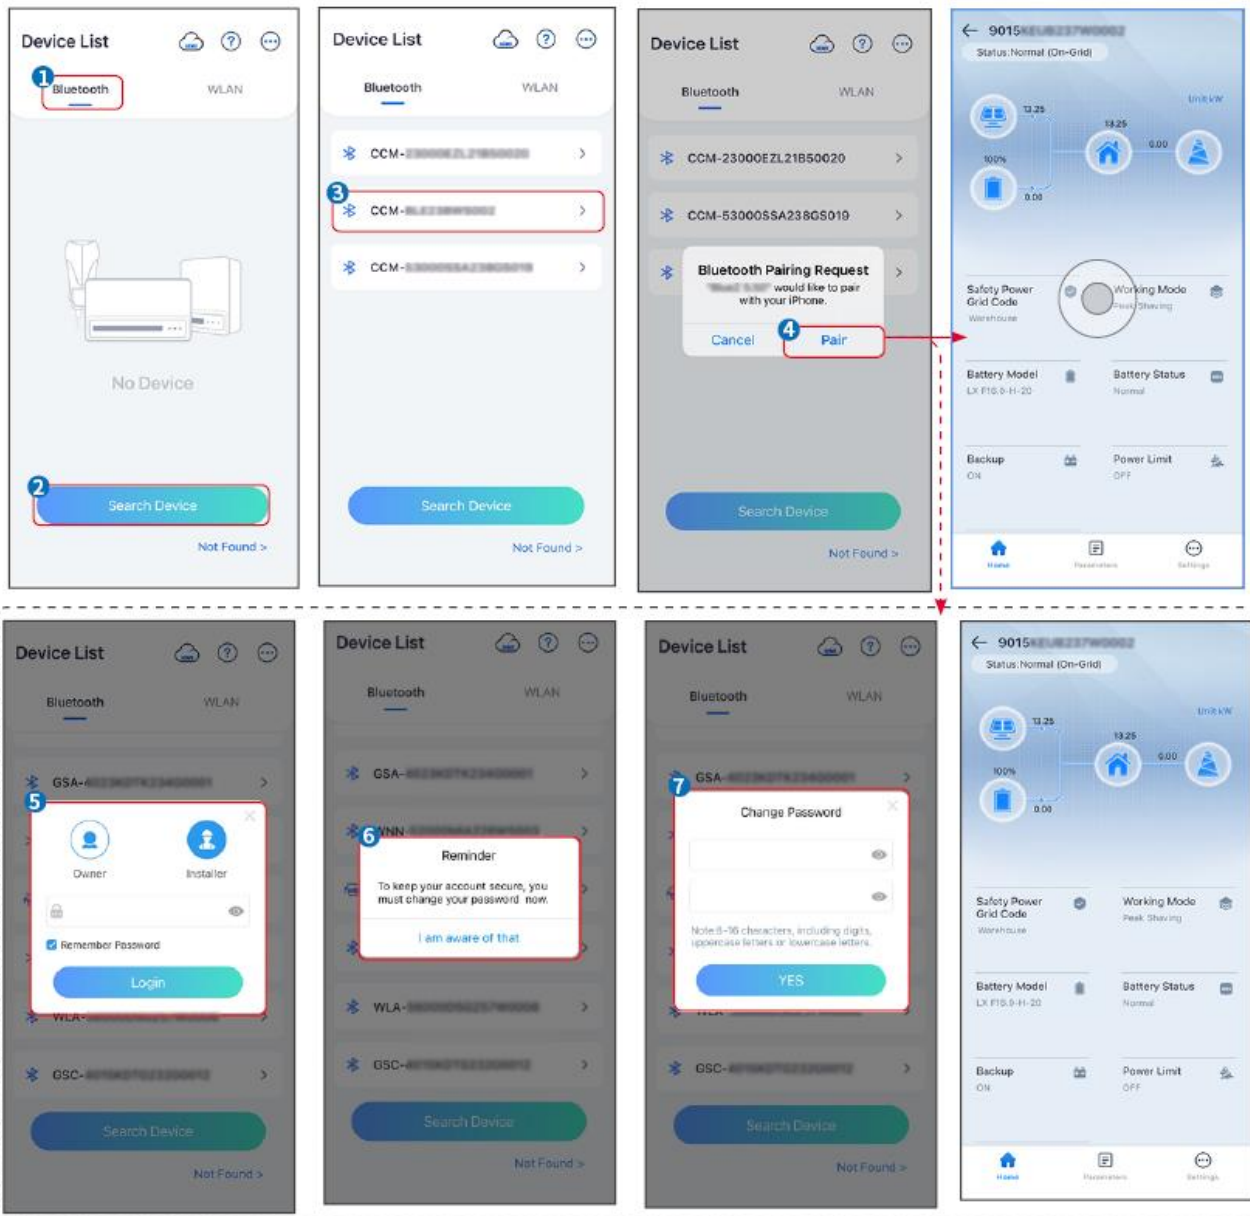 Device List
1
Bluetooth
WLAN
No Device
2
Search Device
Not Found >
Device List
Bluetooth
WLAN
CCM-
3
CCM-
CCM-
Search Device
Not Found >
Device List
Bluetooth
WLAN
CCM-23000EZL21B50020
CCM-53000SSA238GS019
Bluetooth Pairing Request
would like to pair
with your iPhone.
4
Cancel
Pair
Search Device
Not Found >
9015
Status:Normal (On-Grid)
Unit:kW
13.25
13.25
0.00
100%
0.00
Safety Power
Grid Code
Warehouse
Working Mode
Peak Shaving
Battery Model
LX F16.0-H-20
Battery Status
Normal
Backup
ON
Power Limit
OFF
Home
Parameters
Settings
Device List
Bluetooth
WLAN
GSA-
5
Owner
Installer
Remember Password
Login
WLA-
GSC-
Search Device
Not Found >
Device List
Bluetooth
WLAN
GSA-
WNN-
6
Reminder
To keep your account secure, you
must change your password now.
I am aware of that
WLA-
GSC-
Search Device
Not Found >
Device List
Bluetooth
WLAN
GSA-
7
Change Password
Note:6-16 characters, including digits,
uppercase letters or lowercase letters.
YES
GSC-
Search Device
Not Found >
9015
Status:Normal (On-Grid)
Unit:kW
13.25
13.25
0.00
100%
0.00
Safety Power
Grid Code
Warehouse
Working Mode
Peak Shaving
Battery Model
LX F16.0-H-20
Battery Status
Normal
Backup
ON
Power Limit
OFF
Home
Parameters
Settings